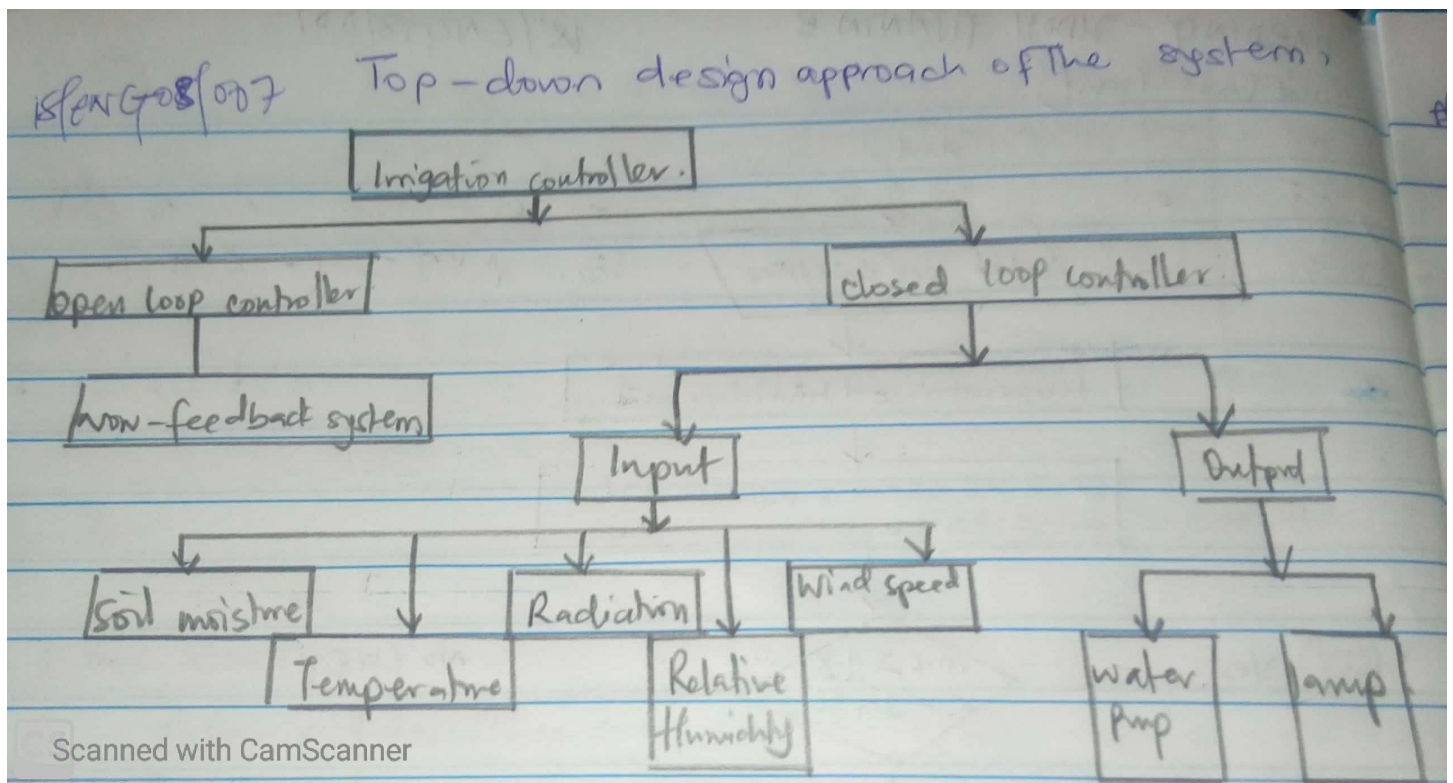 Top-down design approach of The system,
Irrigation controller.
open loop controller
closed loop controller.
Non-feedback system
Input
Output
Soil moisture
Radiation
Wind speed
Temperature
Relative
Humidity
water
Pmp
lamp
Scanned with CamScanner